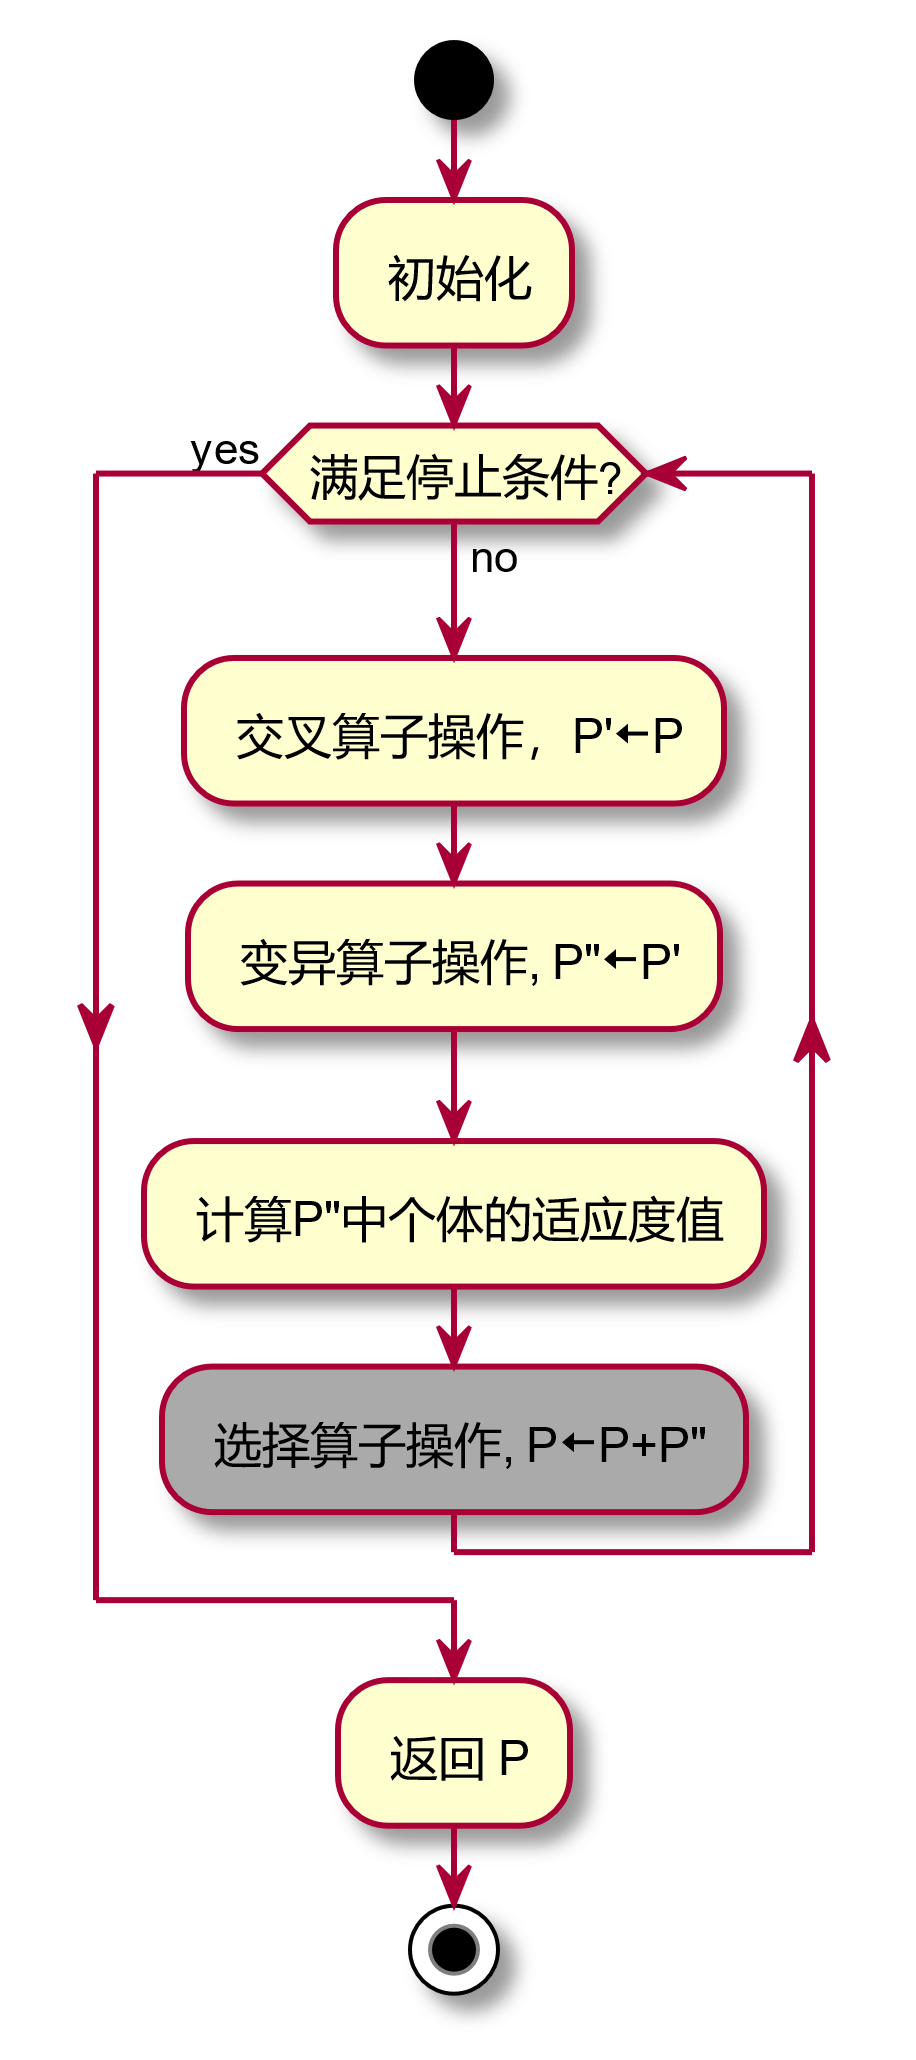 初始化
yes
满足停止条件?
no
交叉算子操作，P'←P
变异算子操作, P"←P'
计算P"中个体的适应度值
选择算子操作, P←P+P"
返回 P